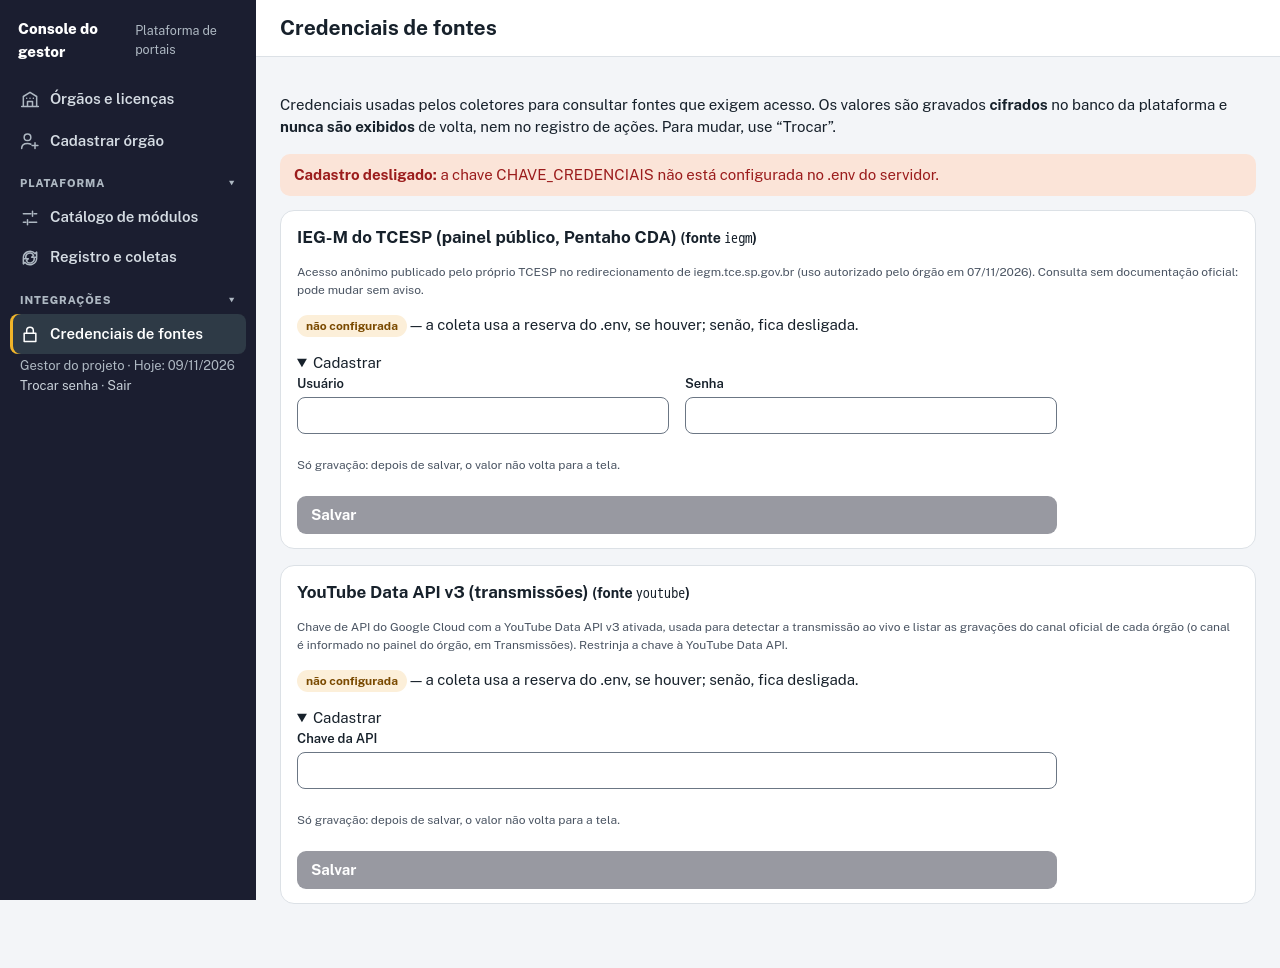 Console do gestor
Plataforma de portais
Órgãos e licenças
Cadastrar órgão
PLATAFORMA
Catálogo de módulos
Registro e coletas
INTEGRAÇÕES
Credenciais de fontes
Gestor do projeto · Hoje: 09/11/2026
Trocar senha · Sair
Credenciais de fontes
Credenciais usadas pelos coletores para consultar fontes que exigem acesso. Os valores são gravados cifrados no banco da plataforma e
nunca são exibidos de volta, nem no registro de ações. Para mudar, use “Trocar”.
Cadastro desligado: a chave CHAVE_CREDENCIAIS não está configurada no .env do servidor.
IEG-M do TCESP (painel público, Pentaho CDA) (fonte iegm)
Acesso anônimo publicado pelo próprio TCESP no redirecionamento de iegm.tce.sp.gov.br (uso autorizado pelo órgão em 07/11/2026). Consulta sem documentação oficial:
pode mudar sem aviso.
não configurada — a coleta usa a reserva do .env, se houver; senão, fica desligada.
▼ Cadastrar
Usuário
Senha
Só gravação: depois de salvar, o valor não volta para a tela.
Salvar
YouTube Data API v3 (transmissões) (fonte youtube)
Chave de API do Google Cloud com a YouTube Data API v3 ativada, usada para detectar a transmissão ao vivo e listar as gravações do canal oficial de cada órgão (o canal
é informado no painel do órgão, em Transmissões). Restrinja a chave à YouTube Data API.
não configurada — a coleta usa a reserva do .env, se houver; senão, fica desligada.
▼ Cadastrar
Chave da API
Só gravação: depois de salvar, o valor não volta para a tela.
Salvar